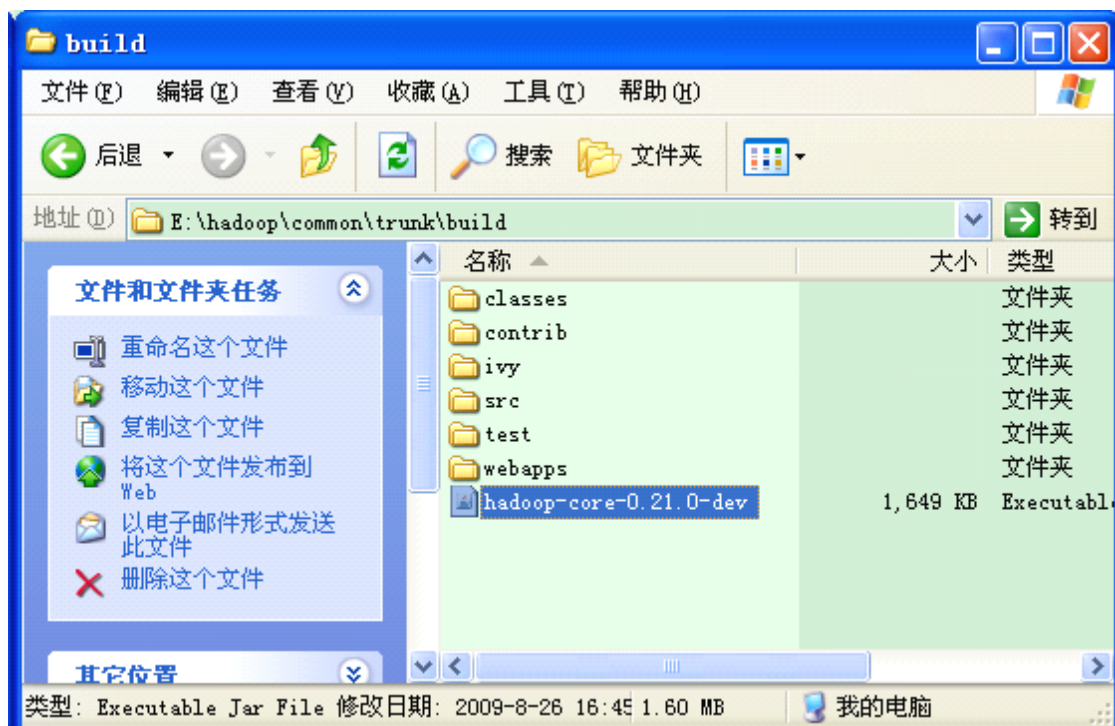 build
文件(F) 编辑(E) 查看(V) 收藏(A) 工具(T) 帮助(H)
后退 搜索 文件夹
地址(D) E:\hadoop\common\trunk\build 转到
名称 大小 类型
文件和文件夹任务
重命名这个文件
移动这个文件
复制这个文件
将这个文件发布到
Web
以电子邮件形式发送
此文件
删除这个文件
其它位置
classes 文件夹
contrib 文件夹
ivy 文件夹
src 文件夹
test 文件夹
webapps 文件夹
hadoop-core-0.21.0-dev 1,649 KB Executabl
类型: Executable Jar File 修改日期: 2009-8-26 16:45 1.60 MB 我的电脑